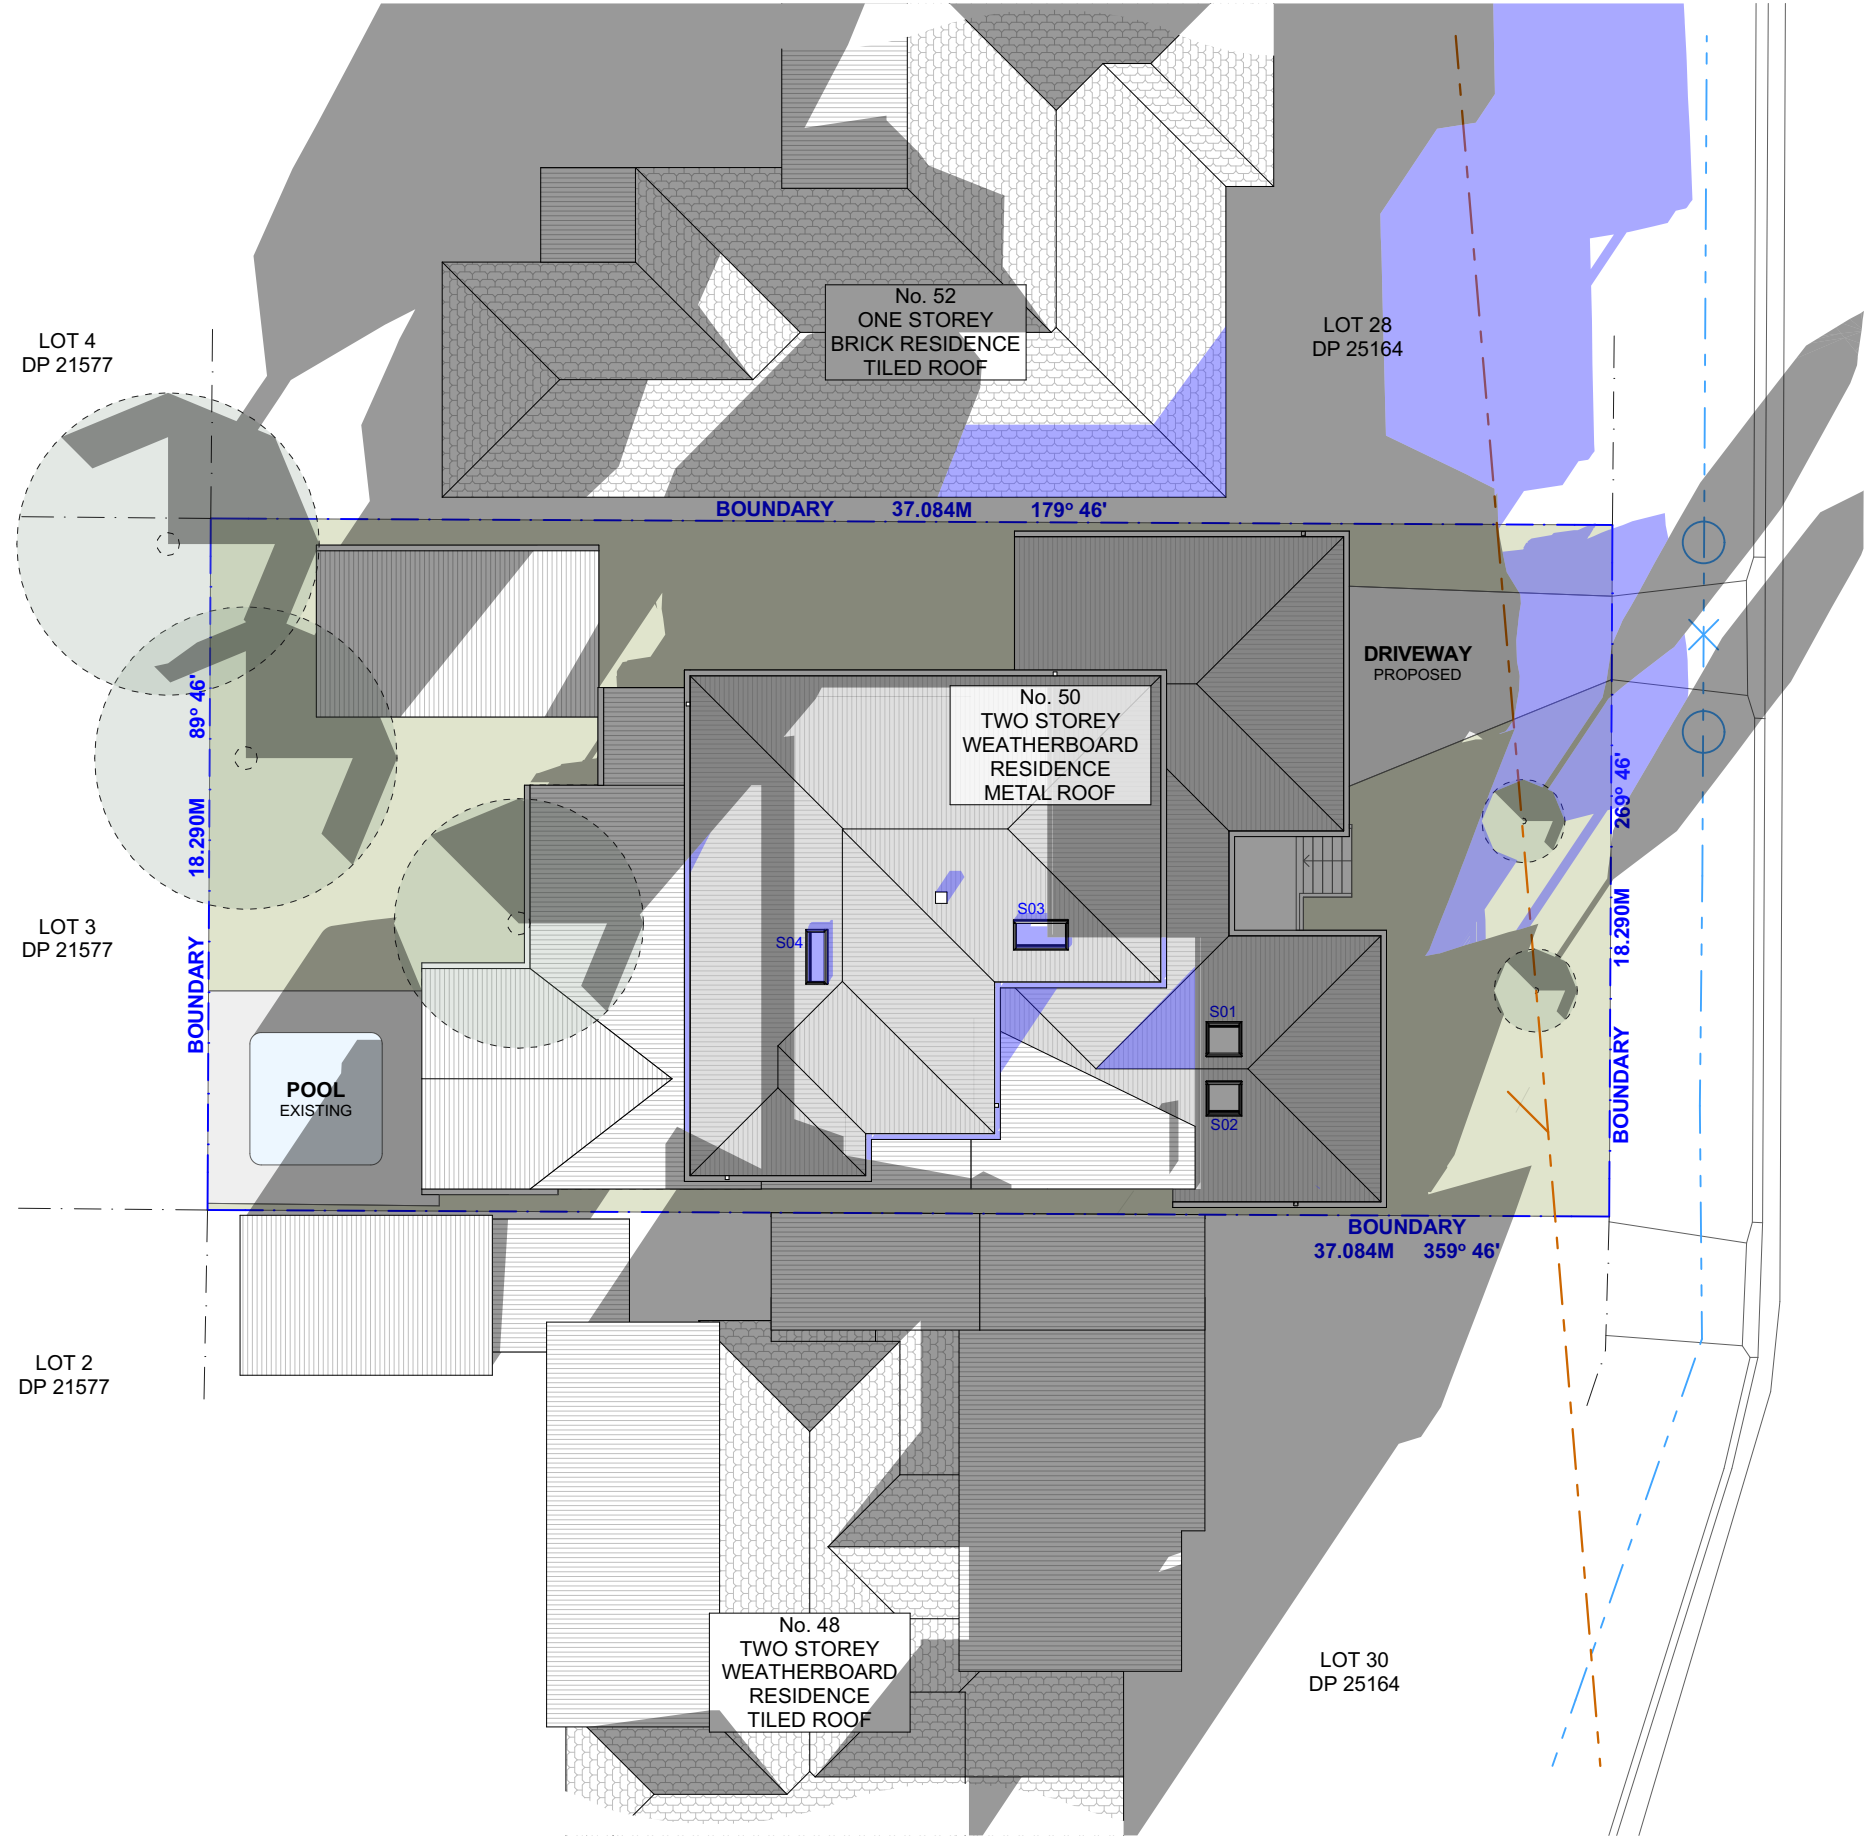 LOT 4
DP 21577
No. 52
ONE STOREY
BRICK RESIDENCE
TILED ROOF
LOT 28
DP 25164
BOUNDARY 37.084M 179° 46'
BOUNDARY 18.290M 89° 46'
No. 50
TWO STOREY
WEATHERBOARD
RESIDENCE
METAL ROOF
DRIVEWAY
PROPOSED
BOUNDARY 18.290M 269° 46'
S03
S04
S01
S02
LOT 3
DP 21577
POOL
EXISTING
BOUNDARY
37.084M 359° 46'
LOT 2
DP 21577
No. 48
TWO STOREY
WEATHERBOARD
RESIDENCE
TILED ROOF
LOT 30
DP 25164